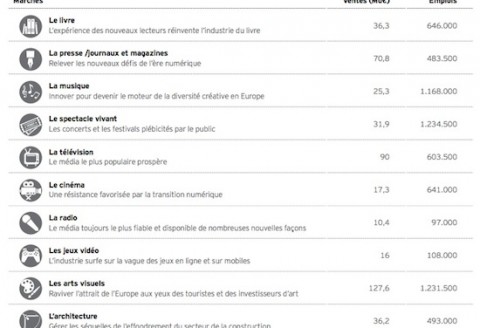 Marchés Ventes (Mds€) Emplois
Le livre
L'expérience des nouveaux lecteurs réinvente l'industrie du livre 36,3 646.000
La presse /journaux et magazines
Relever les nouveaux défis de l'ère numérique 70,8 483.500
La musique
Innover pour devenir le moteur de la diversité créative en Europe 25,3 1.168.000
Le spectacle vivant
Les concerts et les festivals plébicités par le public 31,9 1.234.500
La télévision
Le média le plus populaire prospère 90 603.500
Le cinéma
Une résistance favorisée par la transition numérique 17,3 641.000
La radio
Le média toujours le plus fiable et disponible de nombreuses nouvelles façons 10,4 97.000
Les jeux vidéo
L'industrie surfe sur la vague des jeux en ligne et sur mobiles 16 108.000
Les arts visuels
Raviver l'attrait de l'Europe aux yeux des touristes et des investisseurs d'art 127,6 1.231.500
L'architecture
Gérer les séquelles de l'effondrement du secteur de la construction 36,2 493.000